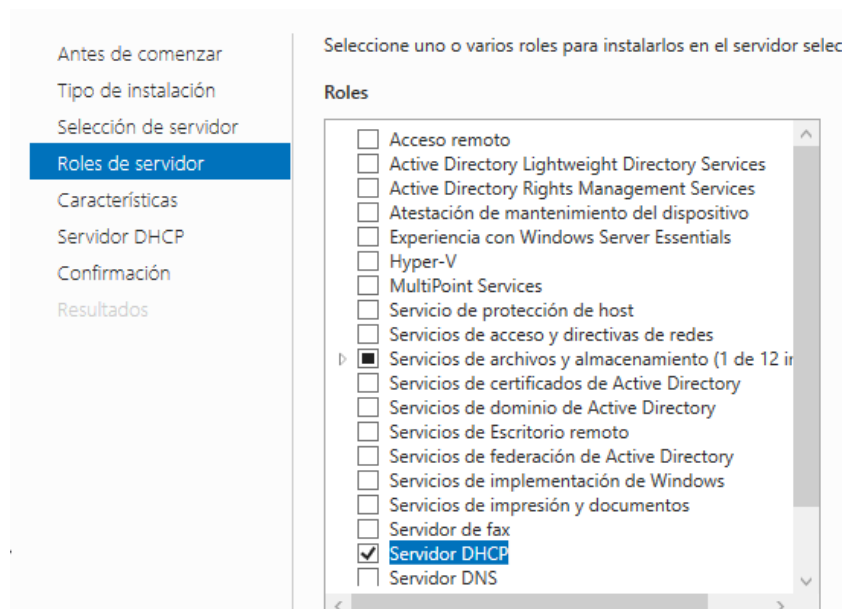 Antes de comenzar
Tipo de instalación
Selección de servidor
Roles de servidor
Características
Servidor DHCP
Confirmación
Resultados
Seleccione uno o varios roles para instalarlos en el servidor selec
Roles
Acceso remoto
Active Directory Lightweight Directory Services
Active Directory Rights Management Services
Atestación de mantenimiento del dispositivo
Experiencia con Windows Server Essentials
Hyper-V
MultiPoint Services
Servicio de protección de host
Servicios de acceso y directivas de redes
Servicios de archivos y almacenamiento (1 de 12 in
Servicios de certificados de Active Directory
Servicios de dominio de Active Directory
Servicios de Escritorio remoto
Servicios de federación de Active Directory
Servicios de implementación de Windows
Servicios de impresión y documentos
Servidor de fax
Servidor DHCP
Servidor DNS